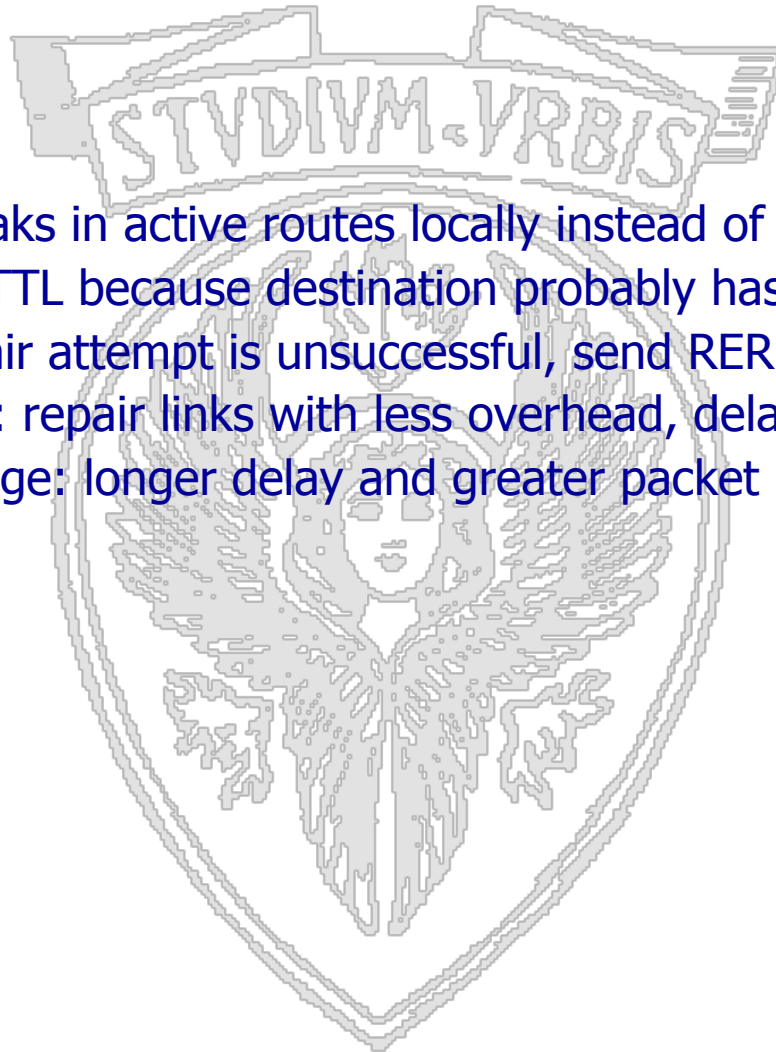 STVDIVM VRBIS
aks in active routes locally instead of
TTL because destination probably has
air attempt is unsuccessful, send RER
: repair links with less overhead, dela
ge: longer delay and greater packet